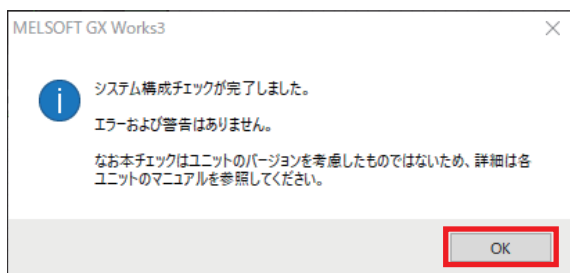 MELSOFT GX Works3
システム構成チェックが完了しました。
エラーおよび警告はありません。
なお本チェックはユニットのバージョンを考慮したものではないため、詳細は各
ユニットのマニュアルを参照してください。
OK